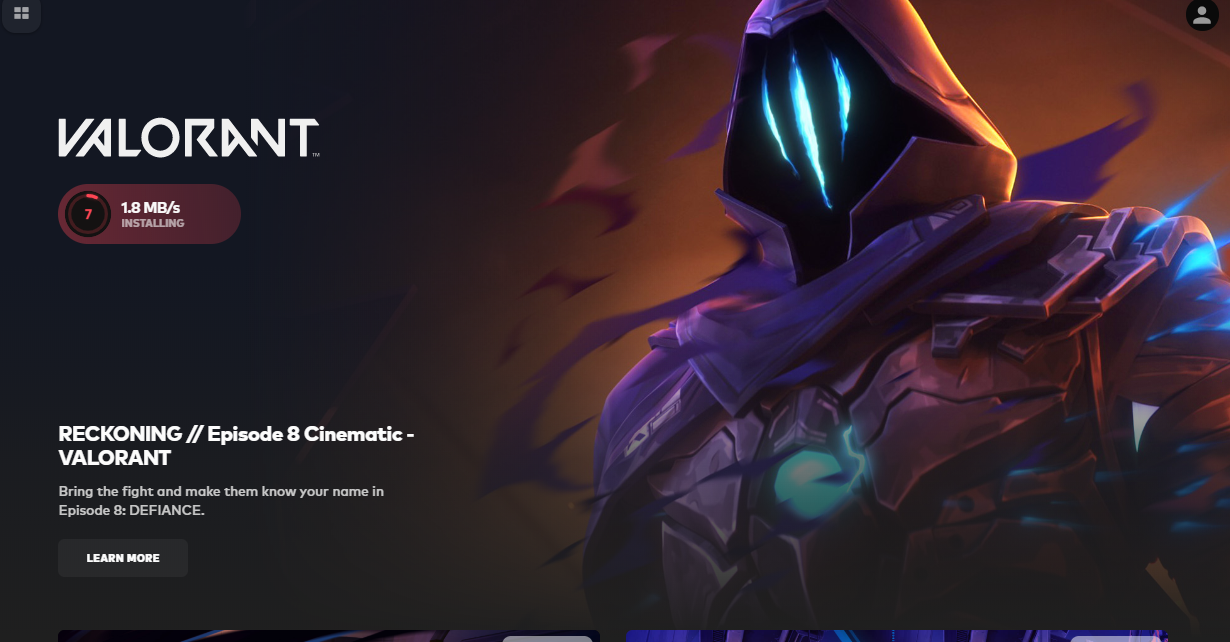 VALORANT™
7
1.8 MB/s
INSTALLING
RECKONING // Episode 8 Cinematic -
VALORANT
Bring the fight and make them know your name in
Episode 8: DEFIANCE.
LEARN MORE